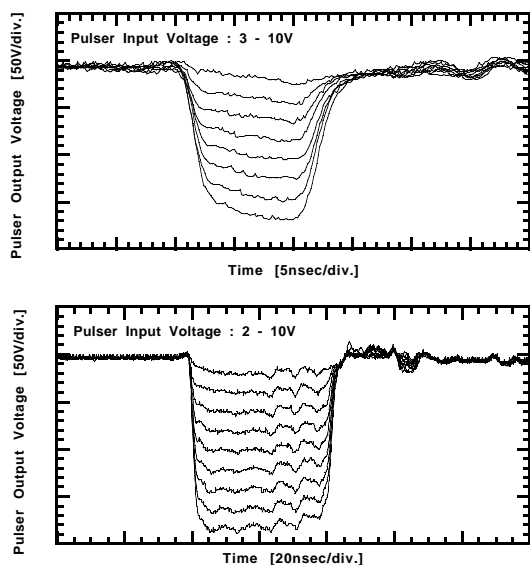 Pulser Output Voltage [50V/div.]
Pulser Input Voltage : 3 - 10V
Time [5nsec/div.]
Pulser Output Voltage [50V/div.]
Pulser Input Voltage : 2 - 10V
Time [20nsec/div.]